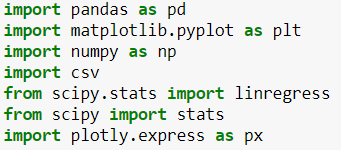 import pandas as pd
import matplotlib.pyplot as plt
import numpy as np
import csv
from scipy.stats import linregress
from scipy import stats
import plotly.express as px